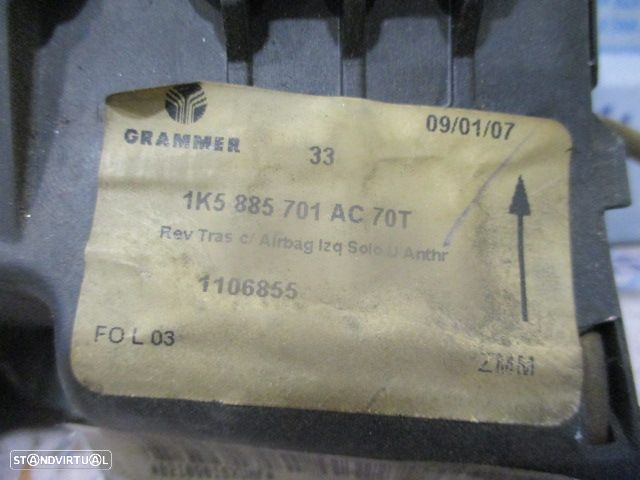 09/01/07
GRAMMER
33
1K5 885 701 AC 70T
Rev Tras c/ Airbag Izq Solo U Anthr
1106855
FO L 03
ZMM
STANDVIRTUAL